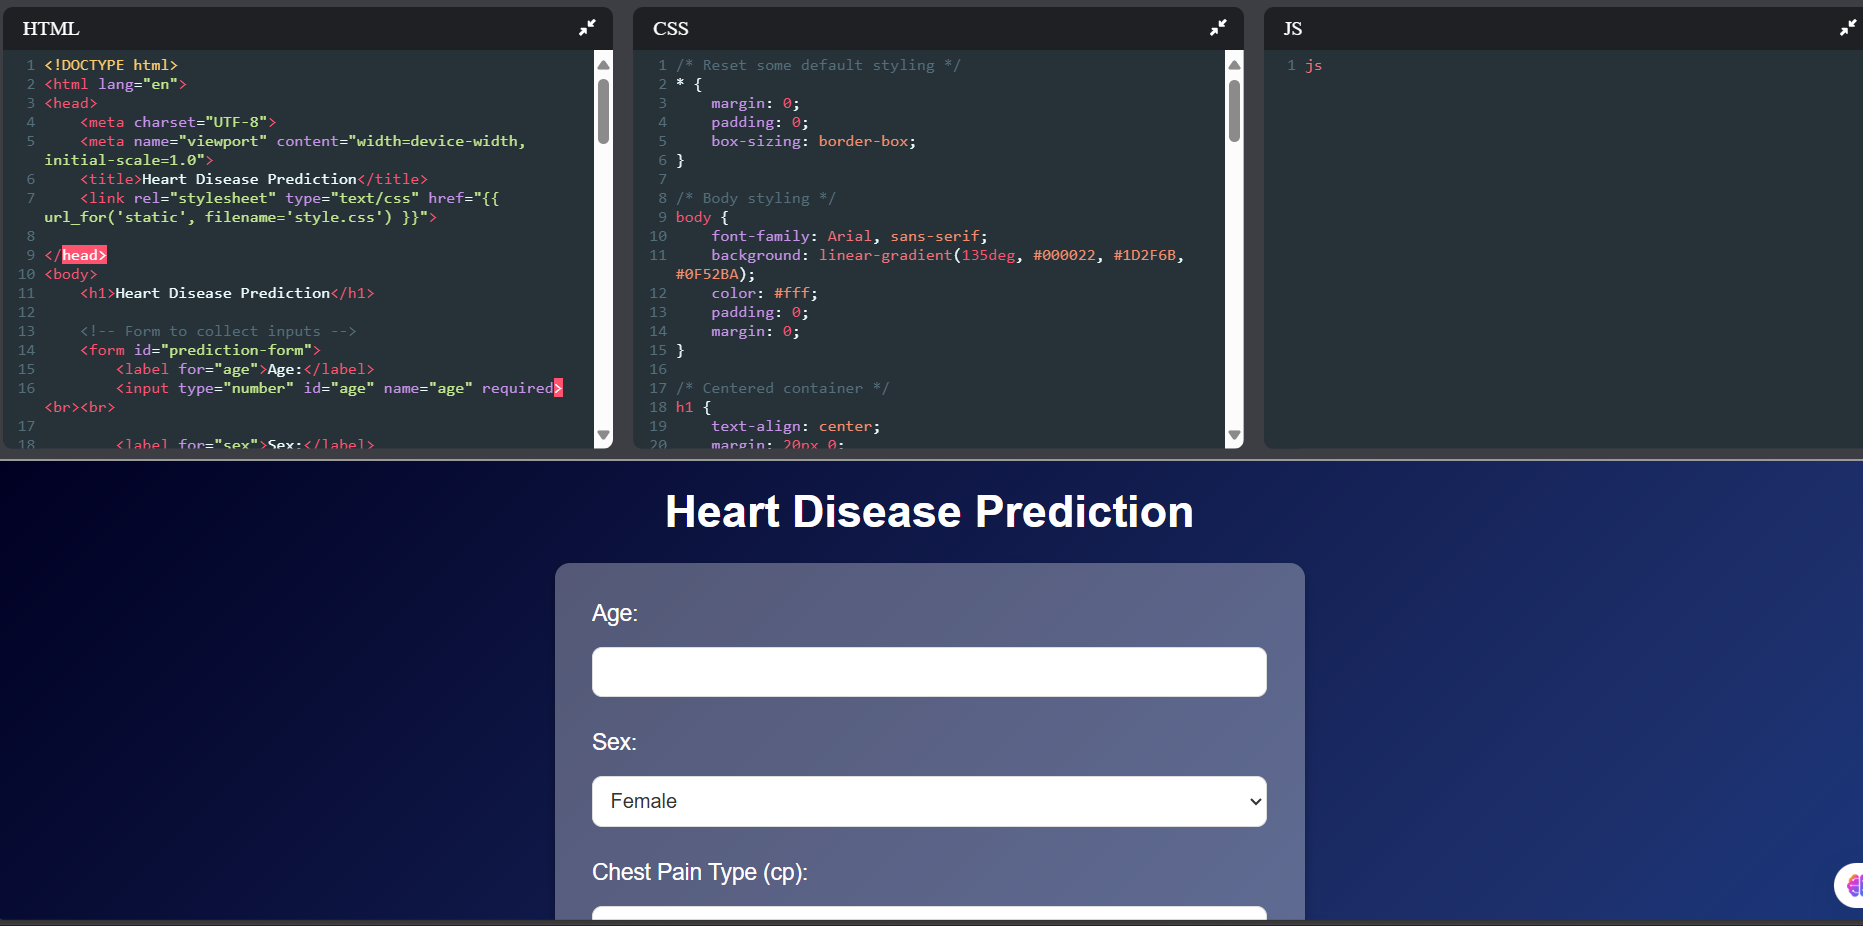 HTML
1 <!DOCTYPE html>
2 <html lang="en">
3 <head>
4     <meta charset="UTF-8">
5     <meta name="viewport" content="width=device-width,
initial-scale=1.0">
6     <title>Heart Disease Prediction</title>
7     <link rel="stylesheet" type="text/css" href="{{
url_for('static', filename='style.css') }}">
8
9 </head>
10 <body>
11     <h1>Heart Disease Prediction</h1>
12
13     <!-- Form to collect inputs -->
14     <form id="prediction-form">
15         <label for="age">Age:</label>
16         <input type="number" id="age" name="age" required>
<br><br>
17
18         <label for="sex">Sex:</label>
CSS
1 /* Reset some default styling */
2 * {
3     margin: 0;
4     padding: 0;
5     box-sizing: border-box;
6 }
7
8 /* Body styling */
9 body {
10     font-family: Arial, sans-serif;
11     background: linear-gradient(135deg, #000022, #1D2F6B,
#0F52BA);
12     color: #fff;
13     padding: 0;
14     margin: 0;
15 }
16
17 /* Centered container */
18 h1 {
19     text-align: center;
20     margin: 20px 0;
JS
1 js
Heart Disease Prediction
Age:
Sex:
Female
Chest Pain Type (cp):